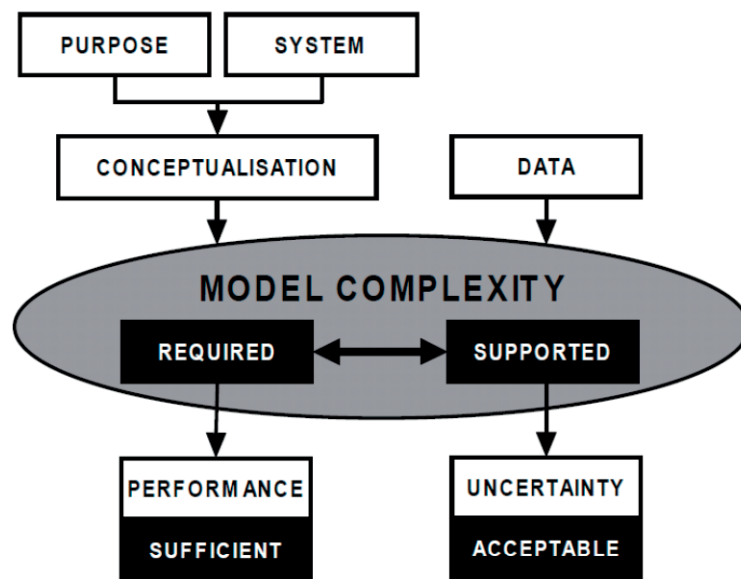 PURPOSE
SYSTEM
CONCEPTUALISATION
DATA
MODEL COMPLEXITY
REQUIRED
SUPPORTED
PERFORMANCE
UNCERTAINTY
SUFFICIENT
ACCEPTABLE